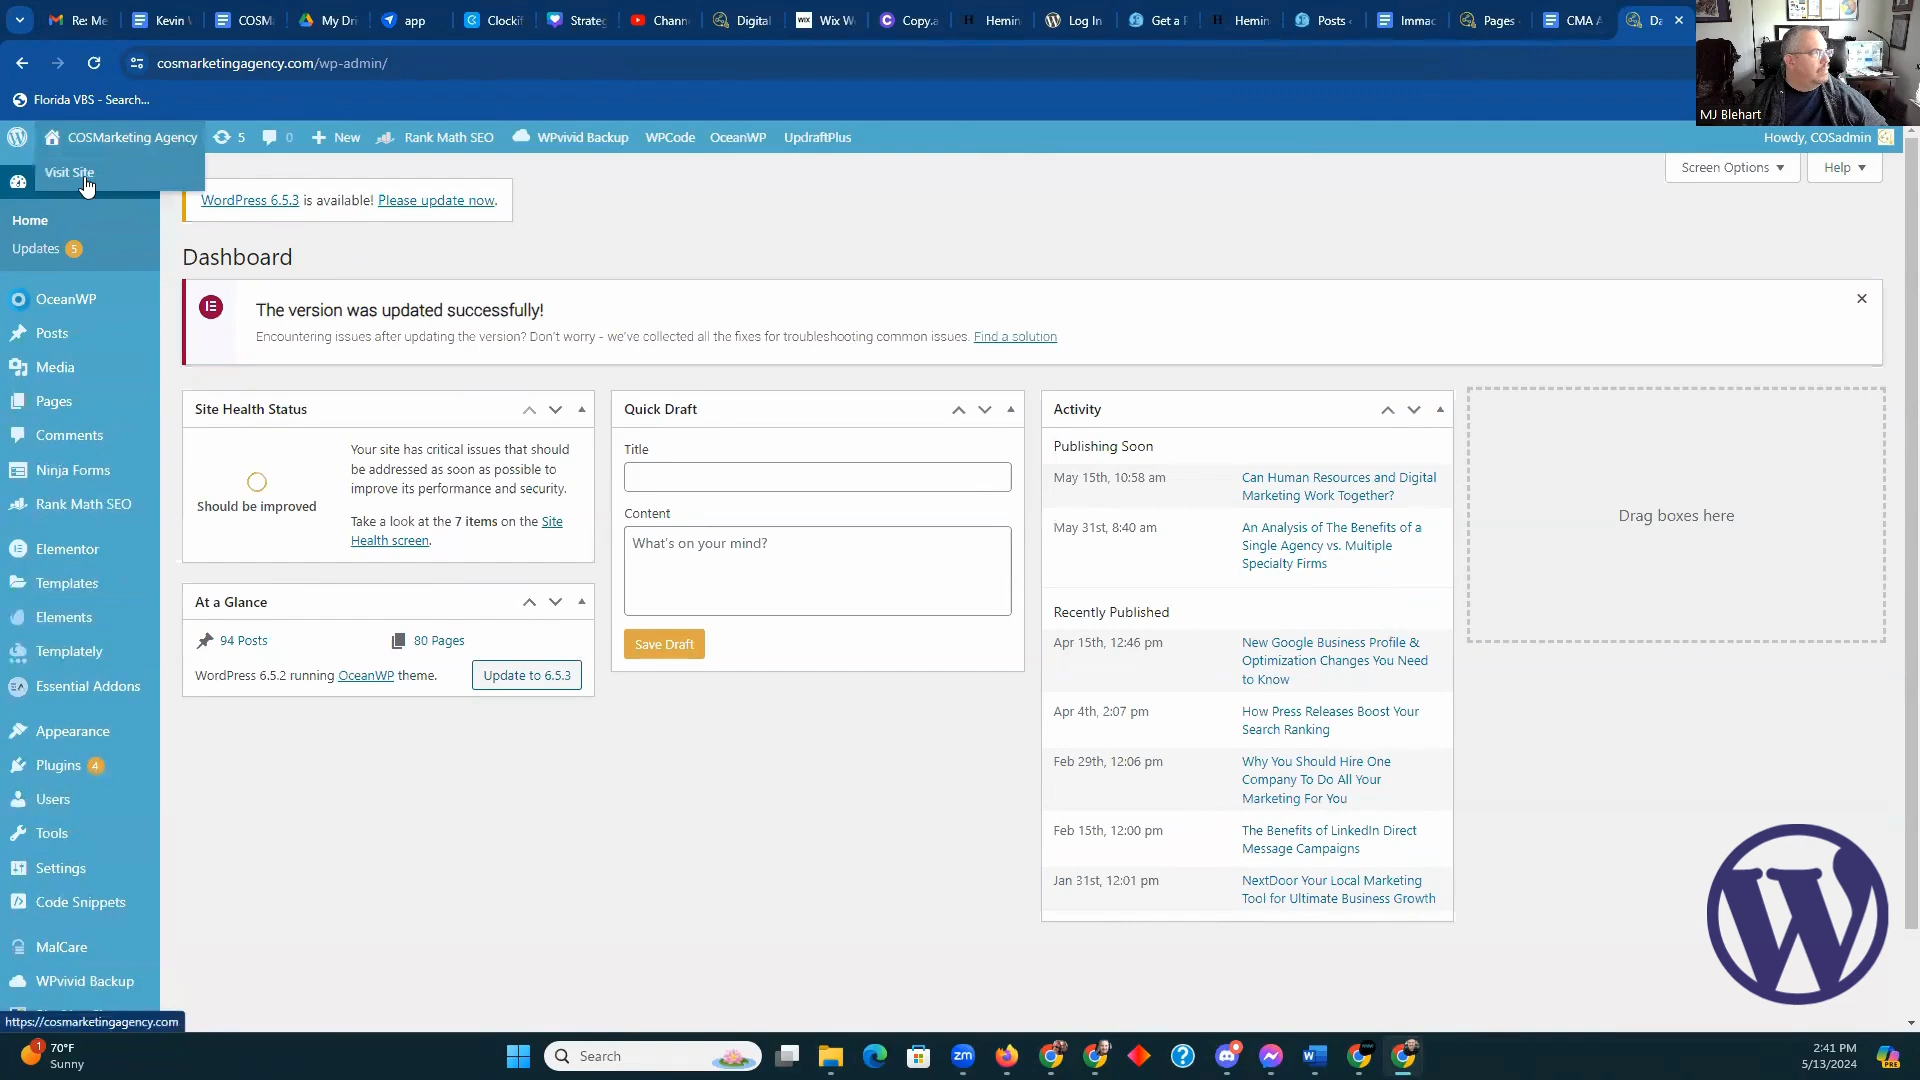 Re: Me
Kevin
COSM
My Dri
app
Clockif
Strateg
Chann
Digital
Wix W
Copy.a
Hemin
Log In
Get a F
Hemin
Posts
Immac
Pages
CMA A
Da
cosmarketingagency.com/wp-admin/
Florida VBS - Search...
MJ Blehart
COSMarketing Agency
5
0
New
Rank Math SEO
WPvivid Backup
WPCode
OceanWP
UpdraftPlus
Howdy, COSadmin
Visit Site
Screen Options
Help
WordPress 6.5.3 is available! Please update now.
Home
Updates 5
OceanWP
Posts
Media
Pages
Comments
Ninja Forms
Rank Math SEO
Elementor
Templates
Elements
Templately
Essential Addons
Appearance
Plugins 4
Users
Tools
Settings
Code Snippets
MalCare
WPvivid Backup
https://cosmarketingagency.com
Dashboard
The version was updated successfully!
Encountering issues after updating the version? Don't worry - we've collected all the fixes for troubleshooting common issues. Find a solution
Site Health Status
Should be improved
Your site has critical issues that should
be addressed as soon as possible to
improve its performance and security.
Take a look at the 7 items on the Site
Health screen.
At a Glance
94 Posts
80 Pages
WordPress 6.5.2 running OceanWP theme.
Update to 6.5.3
Quick Draft
Title
Content
What's on your mind?
Save Draft
Activity
Publishing Soon
May 15th, 10:58 am
Can Human Resources and Digital
Marketing Work Together?
May 31st, 8:40 am
An Analysis of The Benefits of a
Single Agency vs. Multiple
Specialty Firms
Recently Published
Apr 15th, 12:46 pm
New Google Business Profile &
Optimization Changes You Need
to Know
Apr 4th, 2:07 pm
How Press Releases Boost Your
Search Ranking
Feb 29th, 12:06 pm
Why You Should Hire One
Company To Do All Your
Marketing For You
Feb 15th, 12:00 pm
The Benefits of LinkedIn Direct
Message Campaigns
Jan 31st, 12:01 pm
NextDoor Your Local Marketing
Tool for Ultimate Business Growth
Drag boxes here
1
70°F
Sunny
Search
zm
2:41 PM
5/13/2024